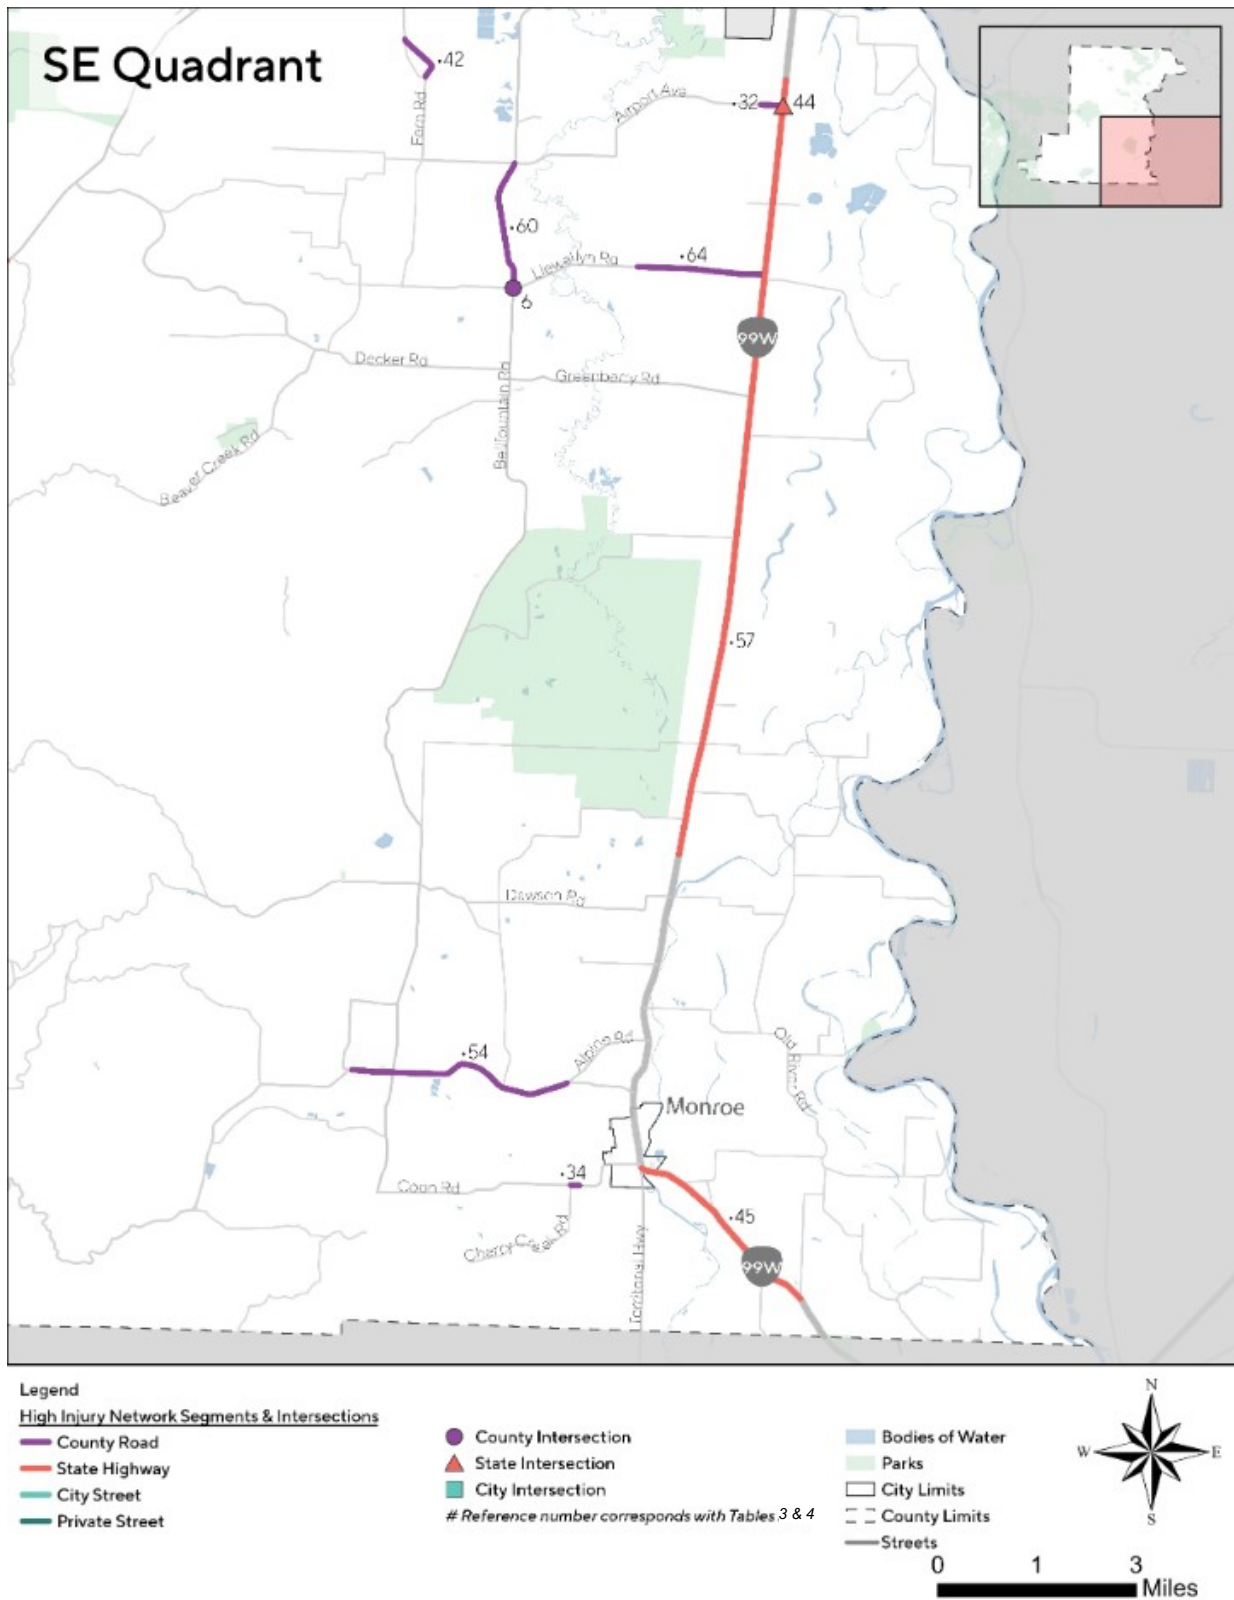 SE Quadrant
42
Fern Rd
Airport Ave
32
44
60
Llewellyn Rd
64
6
99W
Decker Rd
Greenberry Rd
Bellfountain Rd
Beaver Creek Rd
57
Dawson Rd
54
Alpine Rd
Old River Rd
Monroe
34
Coon Rd
45
Cherry Creek Rd
99W
Territorial Hwy
Legend
High Injury Network Segments & Intersections
County Road
State Highway
City Street
Private Street
County Intersection
State Intersection
City Intersection
# Reference number corresponds with Tables 3 & 4
Bodies of Water
Parks
City Limits
County Limits
Streets
N
W E
S
0 1 3
Miles